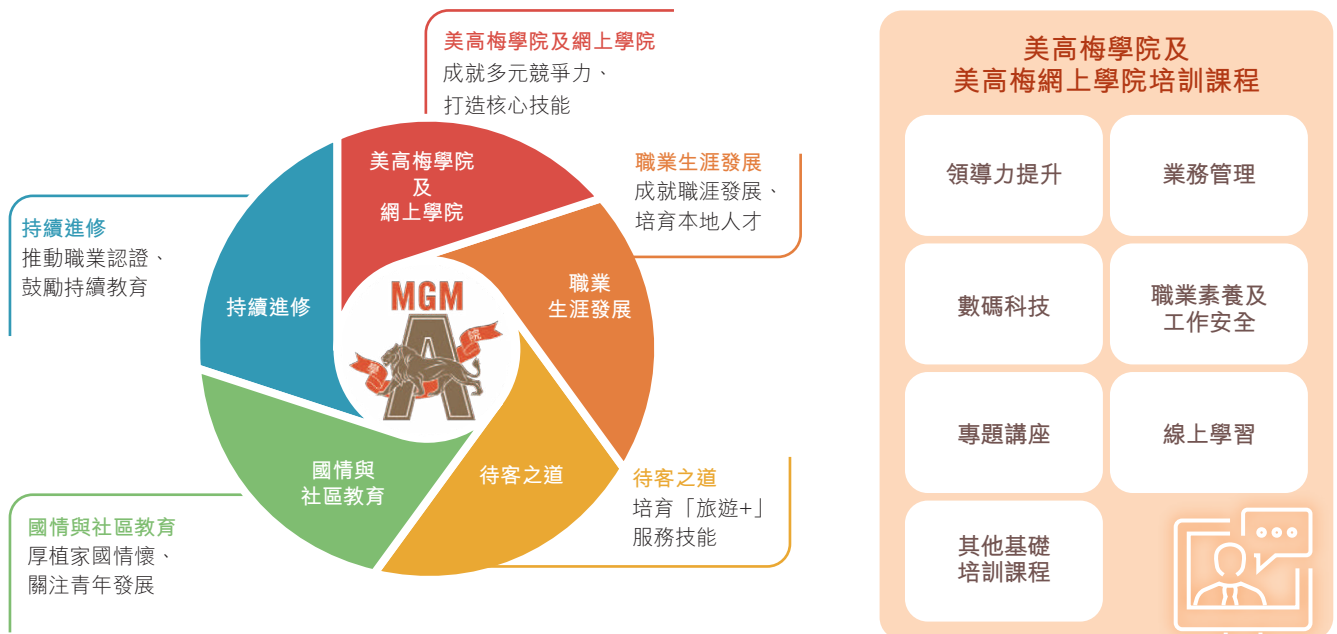 美高梅學院及網上學院
成就多元競爭力、
打造核心技能
職業生涯發展
成就職涯發展、
培育本地人才
待客之道
培育「旅遊+」
服務技能
國情與社區教育
厚植家國情懷、
關注青年發展
持續進修
推動職業認證、
鼓勵持續教育
美高梅學院
及
網上學院
職業
生涯發展
待客之道
國情與
社區教育
持續進修
MGM
A
學
院
美高梅學院及
美高梅網上學院培訓課程
領導力提升
業務管理
數碼科技
職業素養及
工作安全
專題講座
線上學習
其他基礎
培訓課程